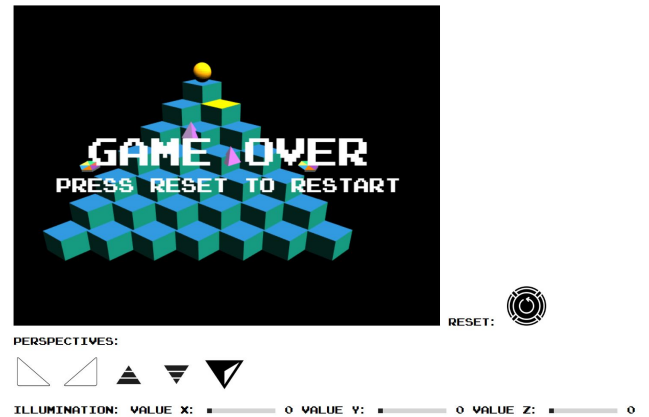 GAME OVER
PRESS RESET TO RESTART
RESET:
PERSPECTIVES:
ILLUMINATION: VALUE X: 0 VALUE Y: 0 VALUE Z: 0